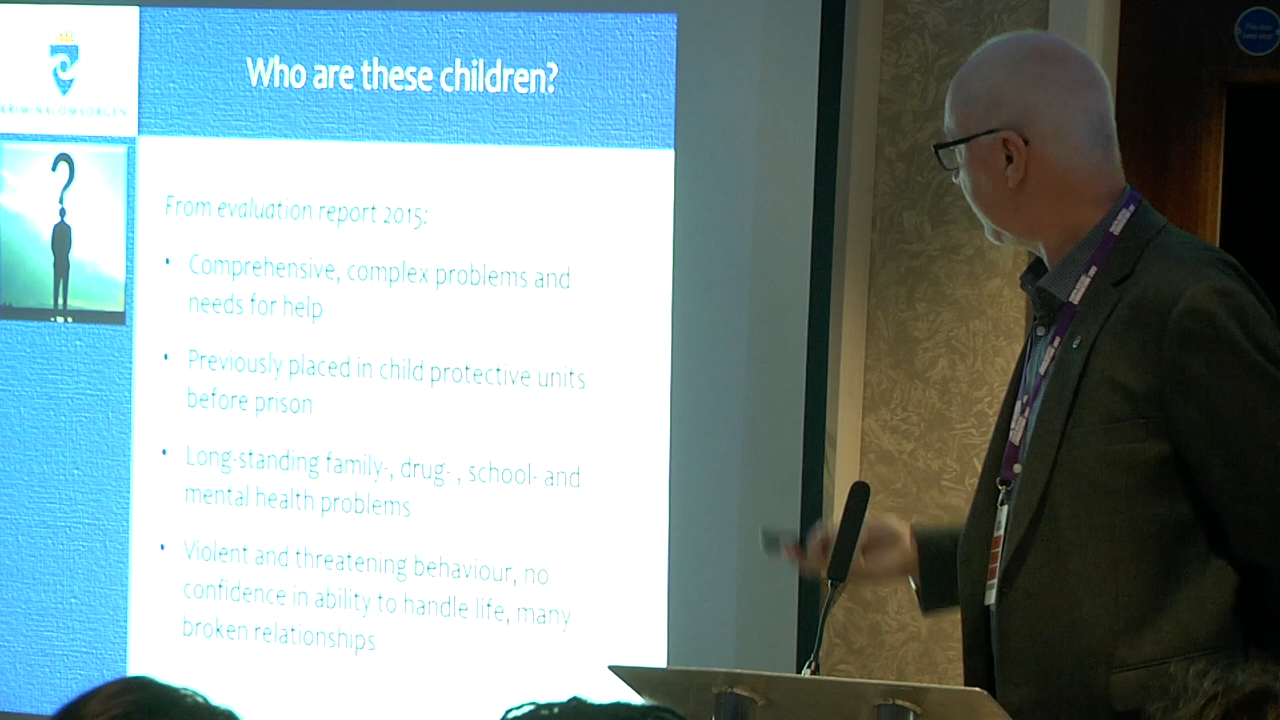 Who are these children?
KRIMINALOMSORGEN
From evaluation report 2015:
• Comprehensive, complex problems and
needs for help
• Previously placed in child protective units
before prison
• Long-standing family-, drug- , school- and
mental health problems
• Violent and threatening behaviour, no
confidence in ability to handle life, many
broken relationships